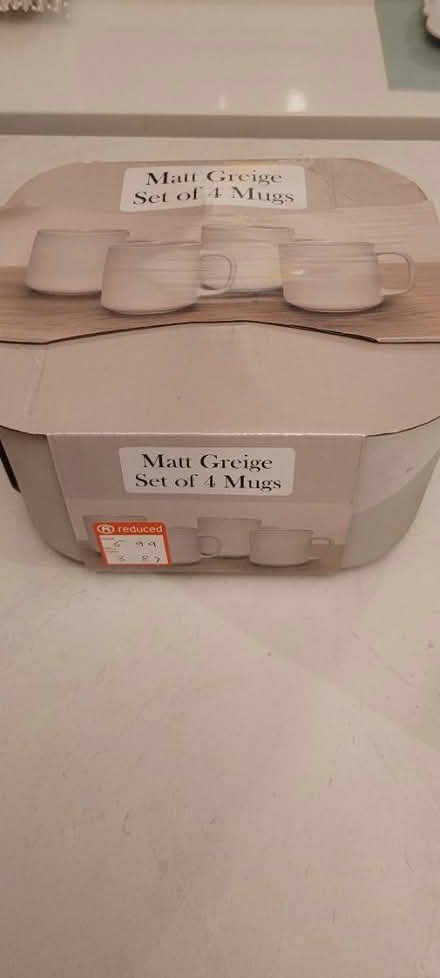 Matt Greige
Set of 4 Mugs
Matt Greige
Set of 4 Mugs
R reduced
6 99
3 87